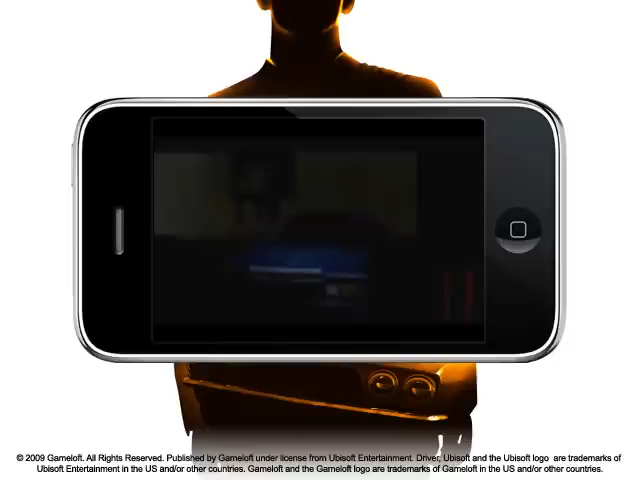 © 2009 Gameloft. All Rights Reserved. Published by Gameloft under license from Ubisoft Entertainment. Driver, Ubisoft and the Ubisoft logo are trademarks of
Ubisoft Entertainment in the US and/or other countries. Gameloft and the Gameloft logo are trademarks of Gameloft in the US and/or other countries.